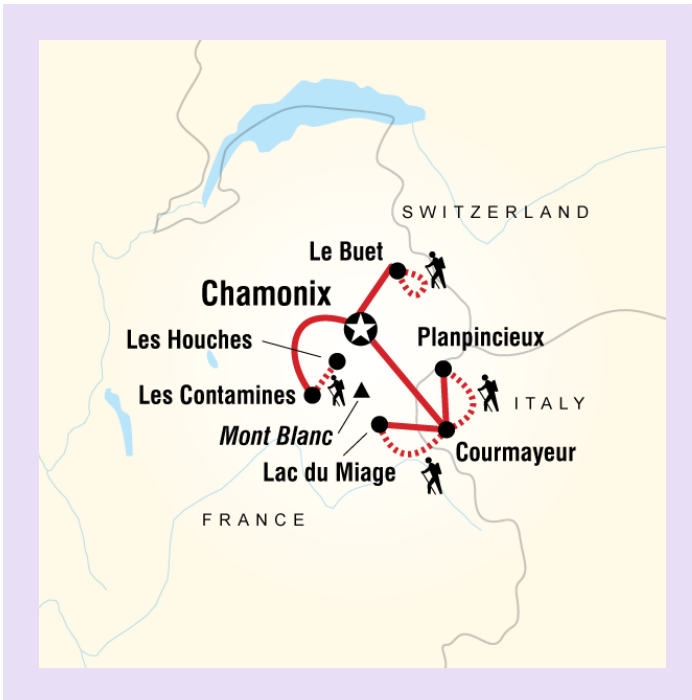 SWITZERLAND
Le Buet
Chamonix
Les Houches
Planpincieux
Les Contamines
ITALY
Mont Blanc
Courmayeur
Lac du Miage
FRANCE